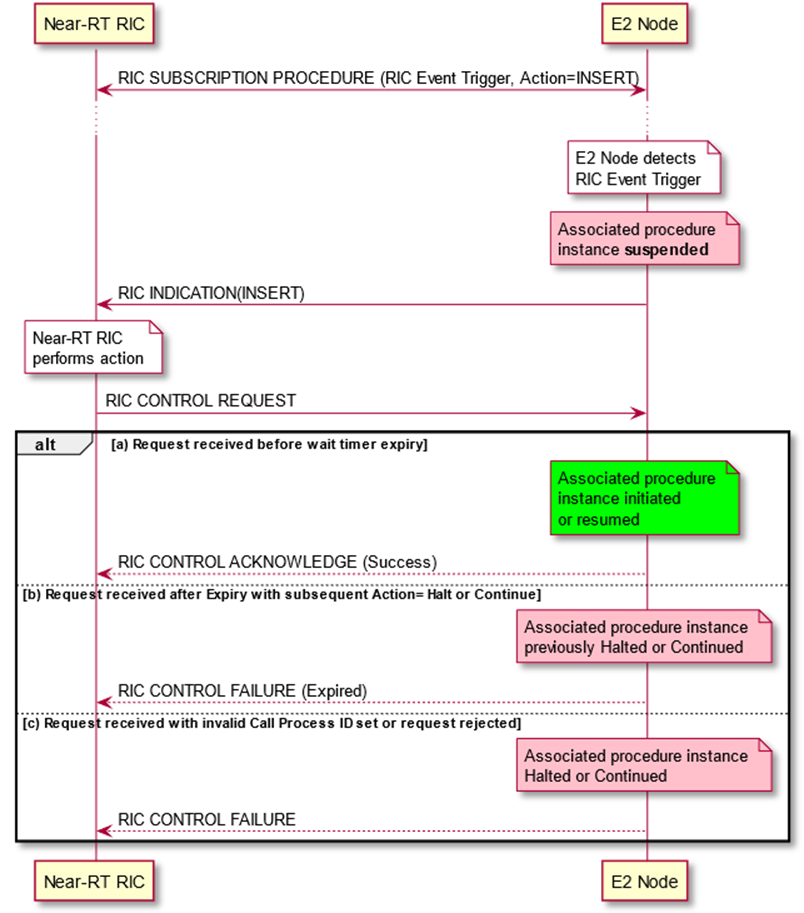 Near-RT RIC
E2 Node
RIC SUBSCRIPTION PROCEDURE (RIC Event Trigger, Action=INSERT)
E2 Node detects
RIC Event Trigger
Associated procedure
instance suspended
RIC INDICATION(INSERT)
Near-RT RIC
performs action
RIC CONTROL REQUEST
alt
[a) Request received before wait timer expiry]
Associated procedure
instance initiated
or resumed
RIC CONTROL ACKNOWLEDGE (Success)
[b) Request received after Expiry with subsequent Action= Halt or Continue]
Associated procedure instance
previously Halted or Continued
RIC CONTROL FAILURE (Expired)
[c) Request received with invalid Call Process ID set or request rejected]
Associated procedure instance
Halted or Continued
RIC CONTROL FAILURE
Near-RT RIC
E2 Node